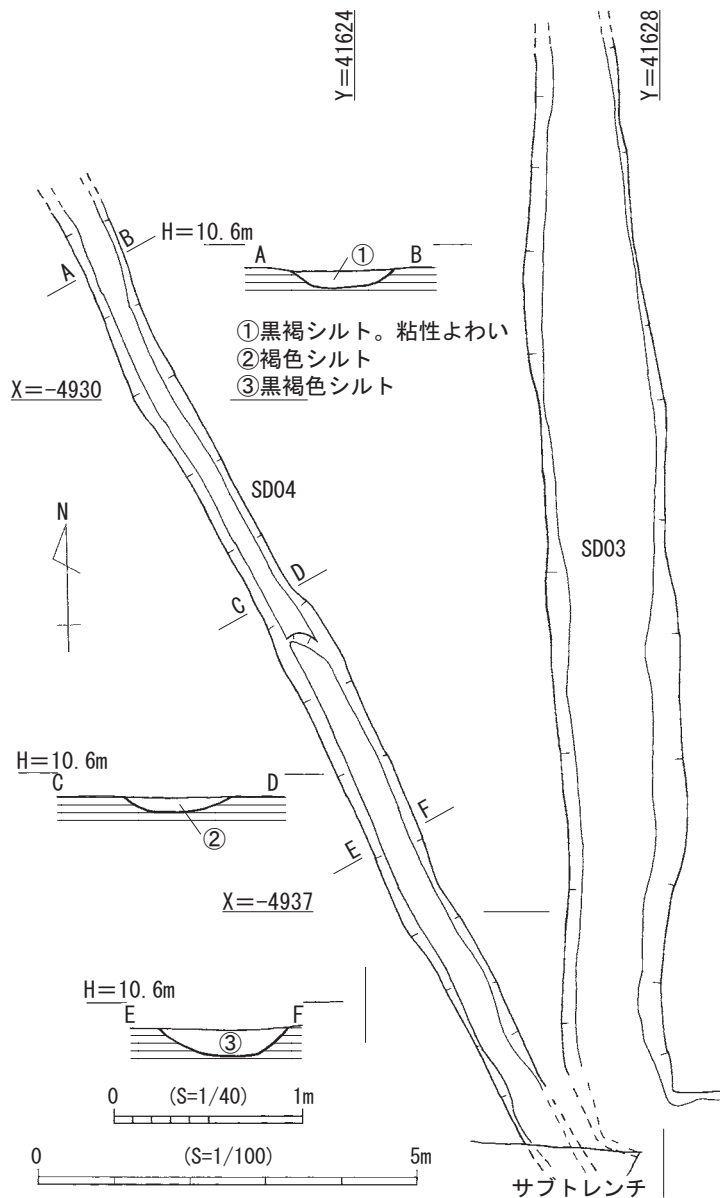 Y=41624
Y=41628
B
A
H=10.6m
A
B
①
①黒褐シルト。粘性よわい
②褐色シルト
③黒褐色シルト
X=-4930
SD04
N
SD03
D
C
H=10.6m
C
D
②
F
E
X=-4937
H=10.6m
E
F
③
0
(S=1/40)
1m
0
(S=1/100)
5m
サブトレンチ